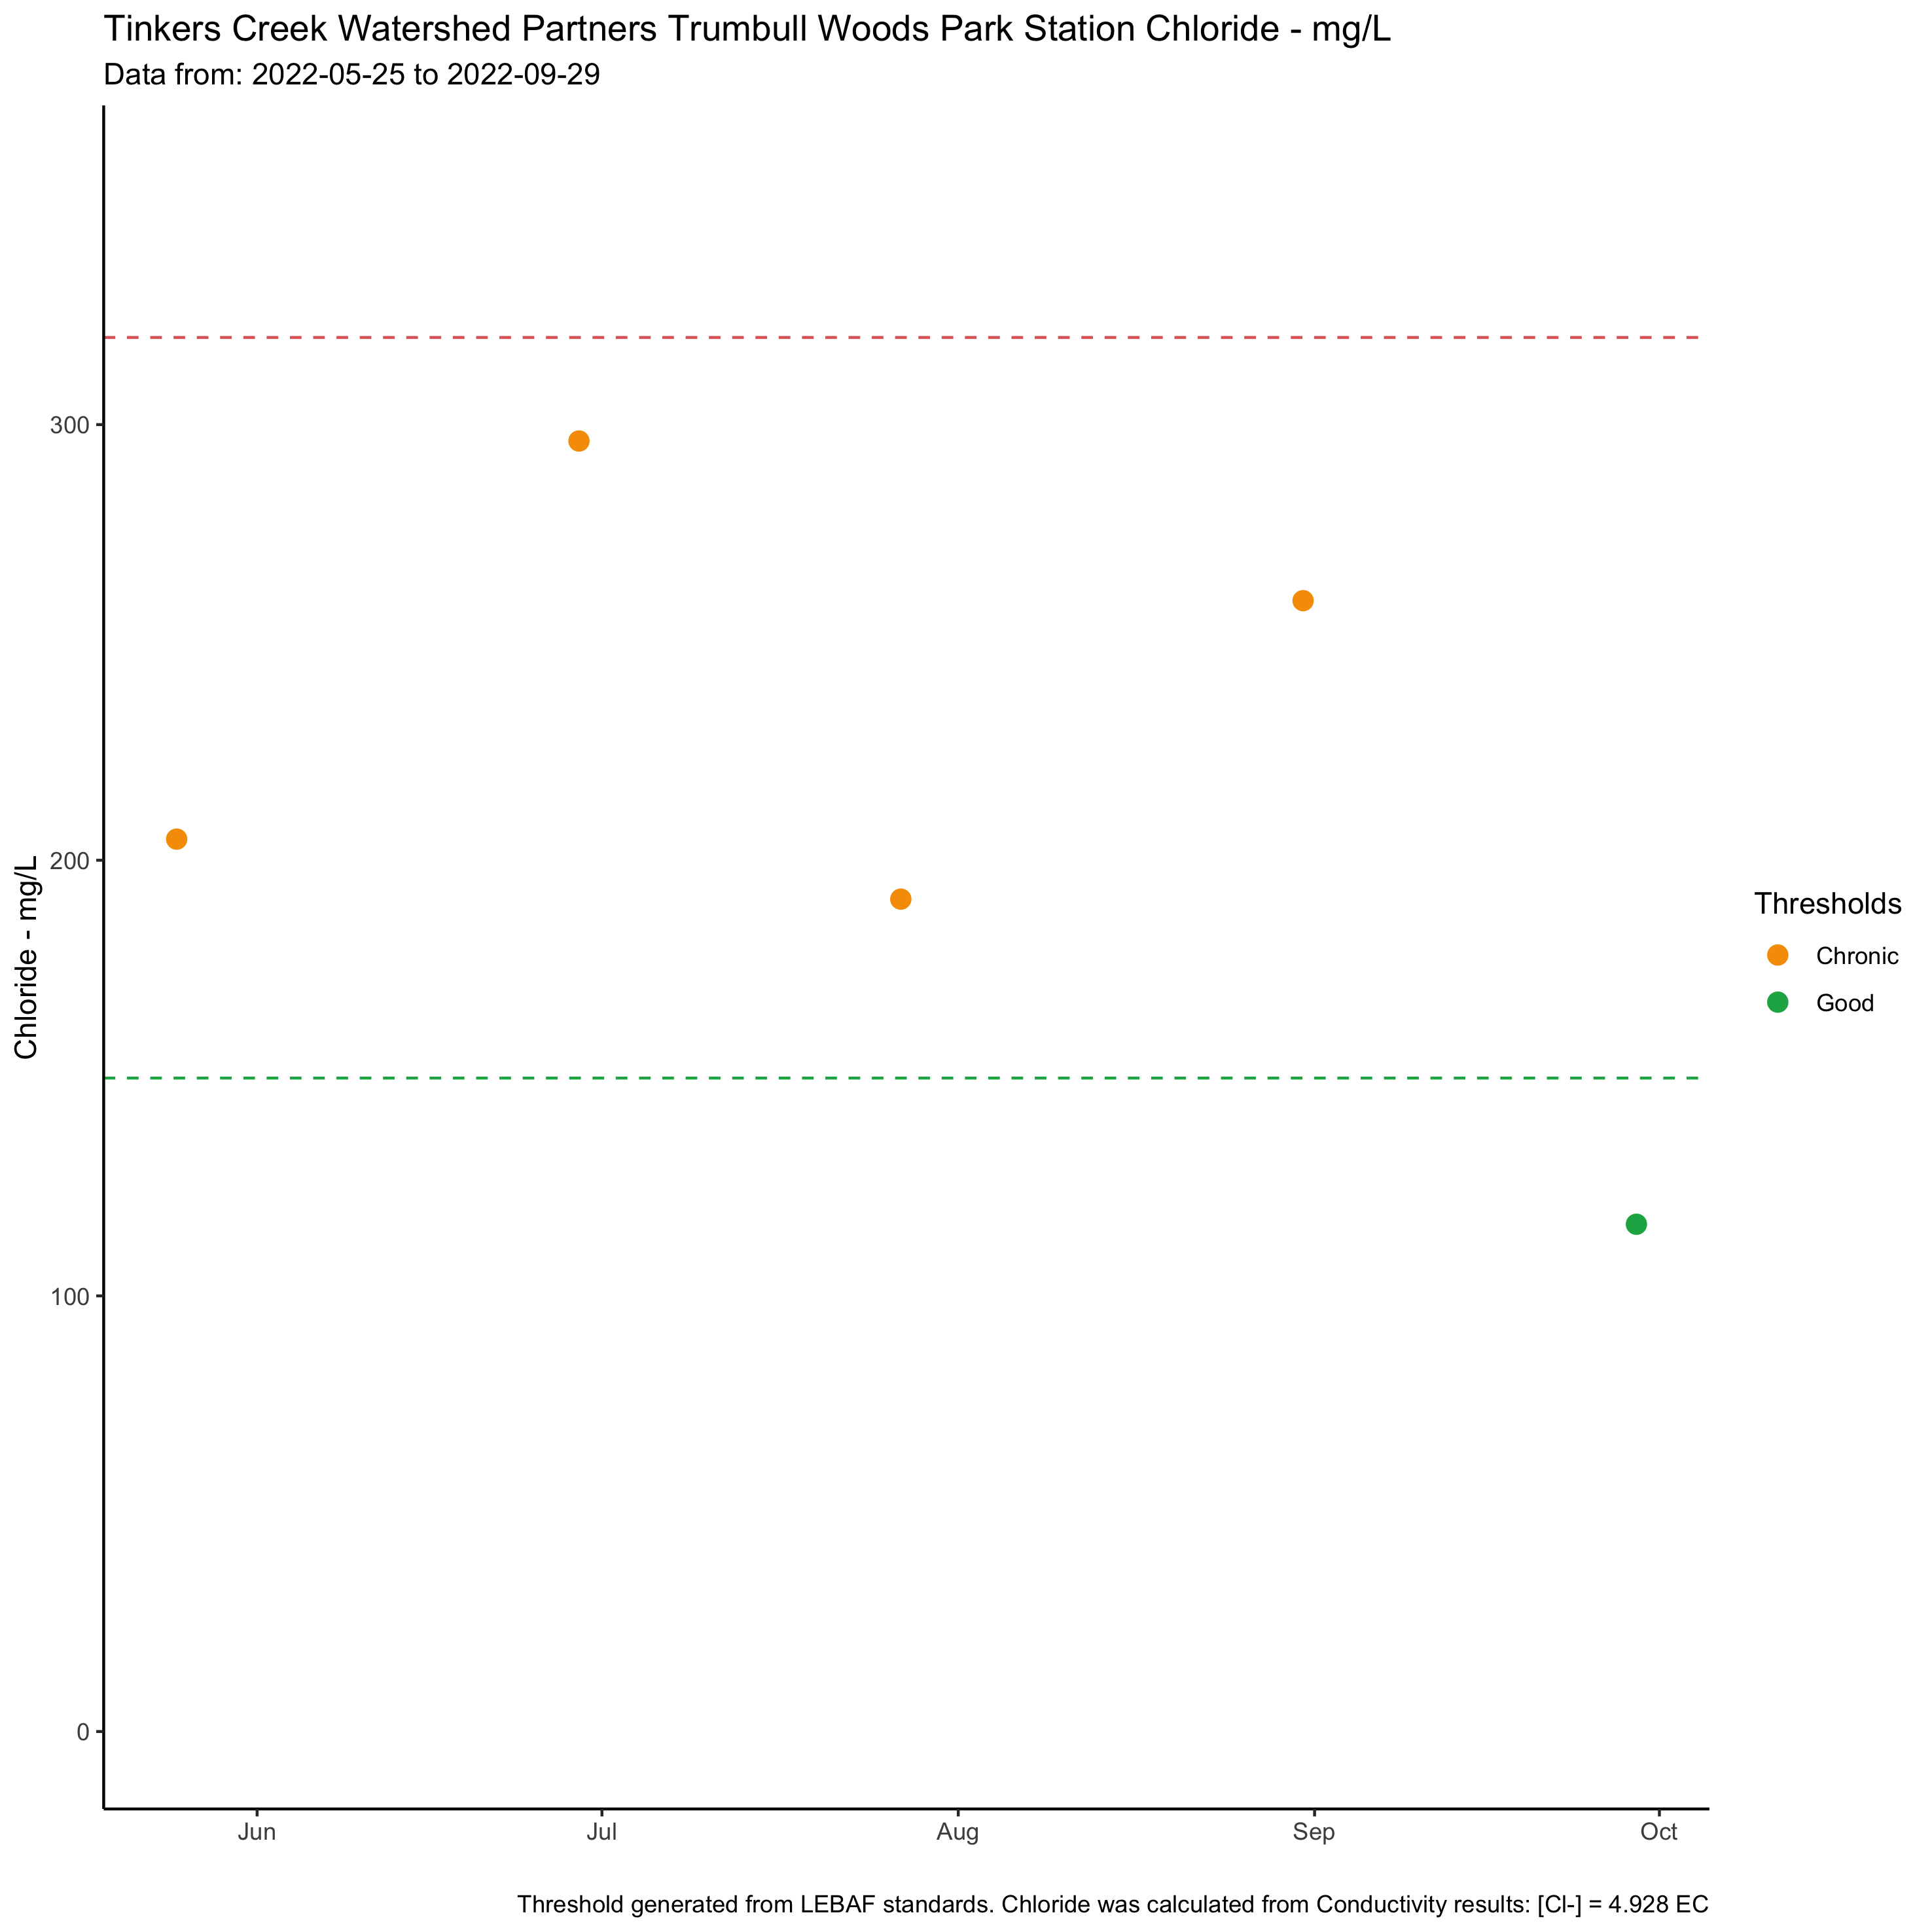 Tinkers Creek Watershed Partners Trumbull Woods Park Station Chloride - mg/L
Data from: 2022-05-25 to 2022-09-29
Chloride - mg/L
300
200
100
0
Jun Jul Aug Sep Oct
Thresholds
Chronic
Good
Threshold generated from LEBAF standards. Chloride was calculated from Conductivity results: [Cl-] = 4.928 EC